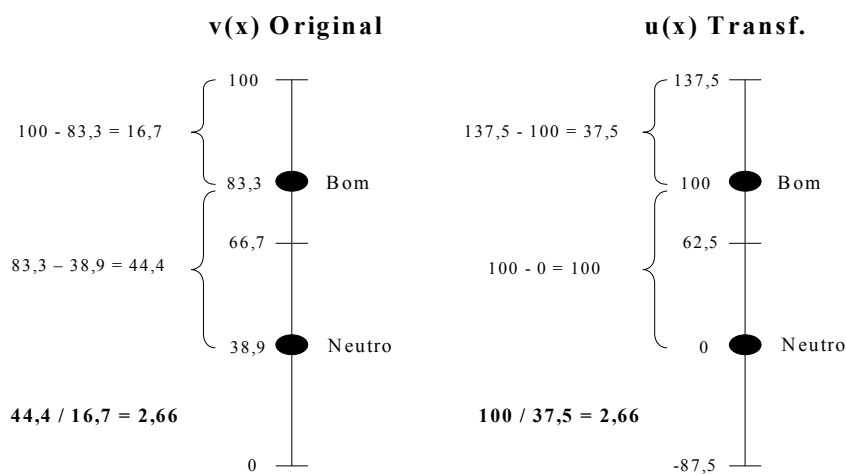 v(x) Original
100
100 - 83,3 = 16,7
83,3 Bom
66,7
83,3 – 38,9 = 44,4
38,9 Neutro
44,4 / 16,7 = 2,66
0
u(x) Transf.
137,5
137,5 - 100 = 37,5
100 Bom
62,5
100 - 0 = 100
0 Neutro
100 / 37,5 = 2,66
-87,5